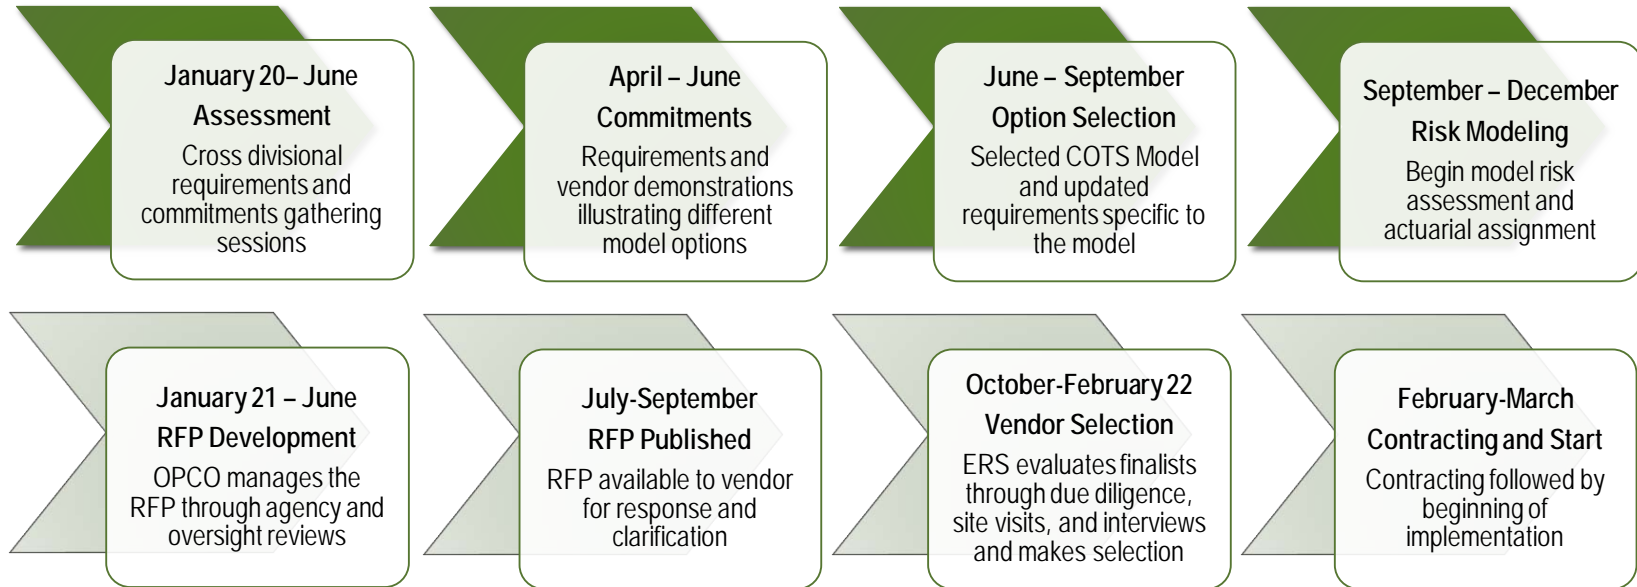 January 20– June
Assessment
Cross divisional
requirements and
commitments gathering
sessions
April – June
Commitments
Requirements and
vendor demonstrations
illustrating different
model options
June – September
Option Selection
Selected COTS Model
and updated
requirements specific to
the model
September – December
Risk Modeling
Begin model risk
assessment and
actuarial assignment
January 21 – June
RFP Development
OPCO manages the
RFP through agency and
oversight reviews
July-September
RFP Published
RFP available to vendor
for response and
clarification
October-February 22
Vendor Selection
ERS evaluates finalists
through due diligence,
site visits, and interviews
and makes selection
February-March
Contracting and Start
Contracting followed by
beginning of
implementation